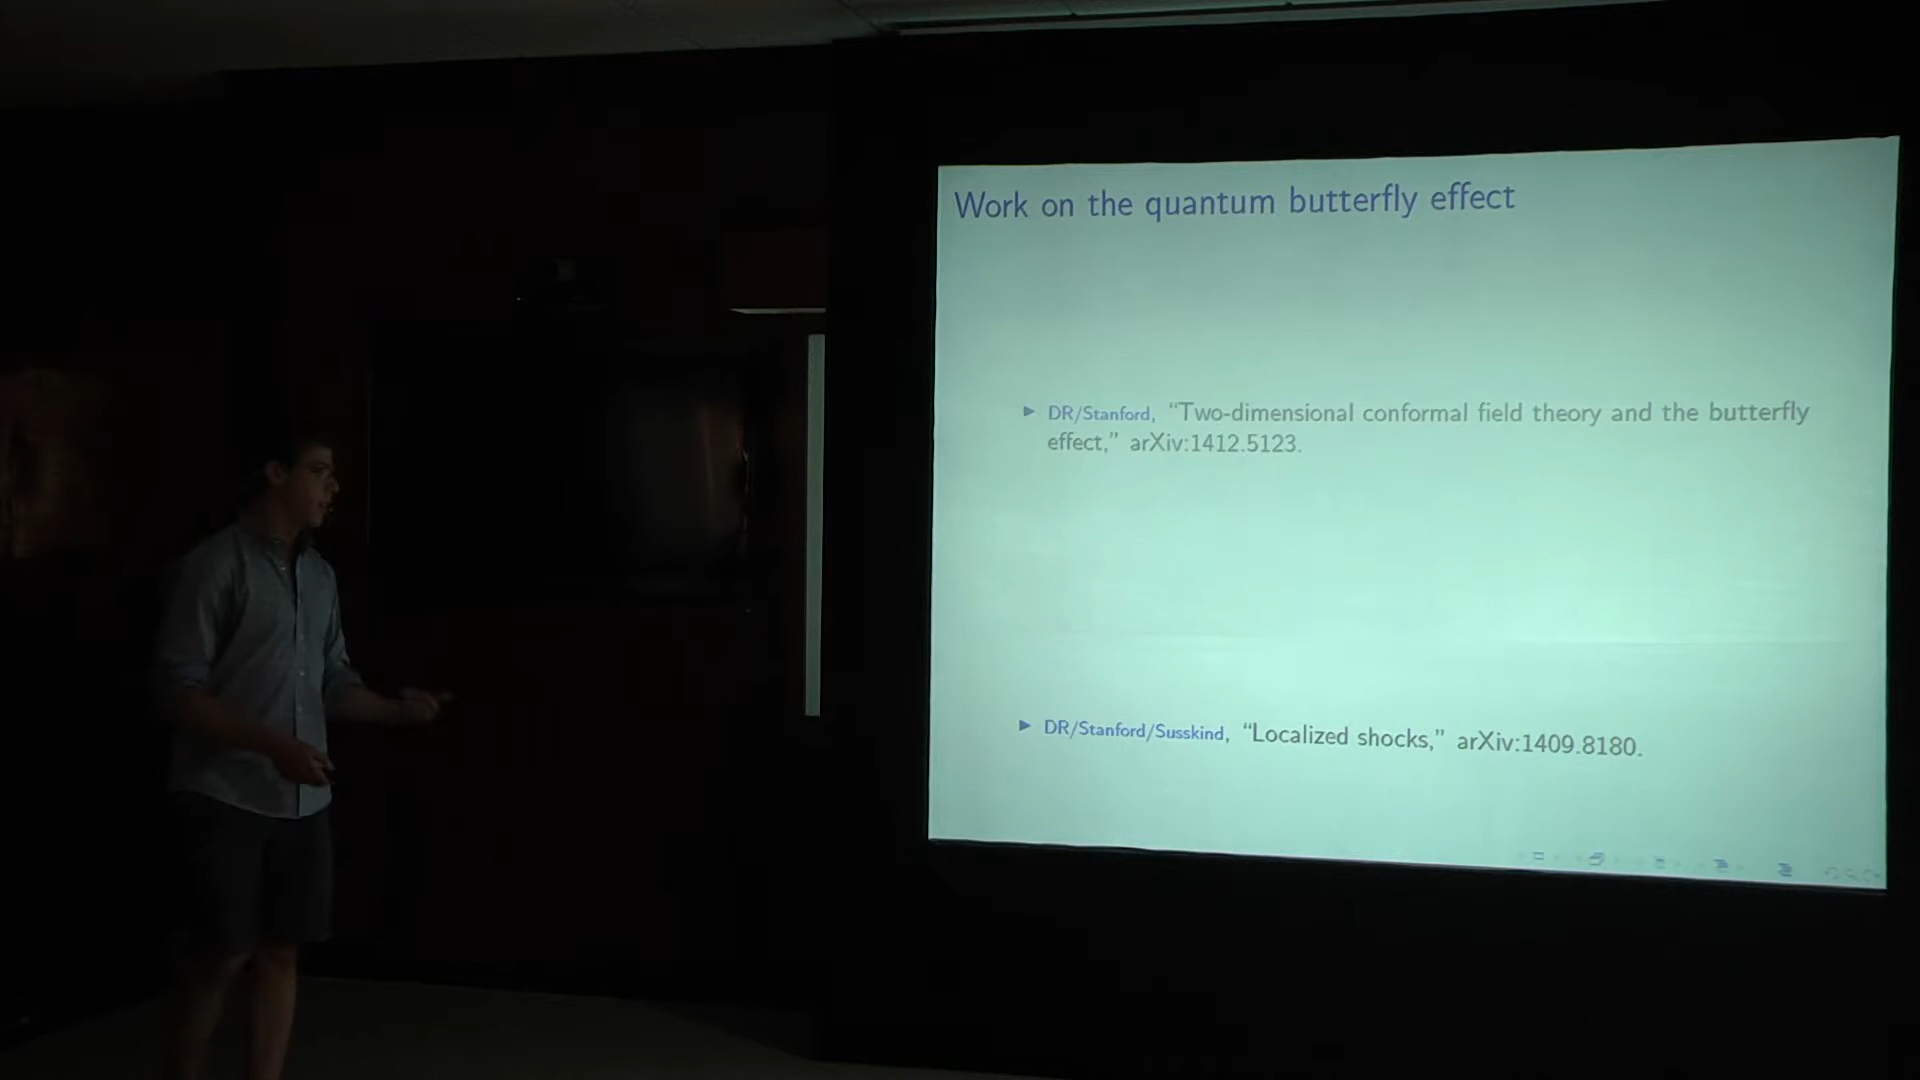 Work on the quantum butterfly effect
▶ DR/Stanford, “Two-dimensional conformal field theory and the butterfly
effect,” arXiv:1412.5123.
▶ DR/Stanford/Susskind, “Localized shocks,” arXiv:1409.8180.